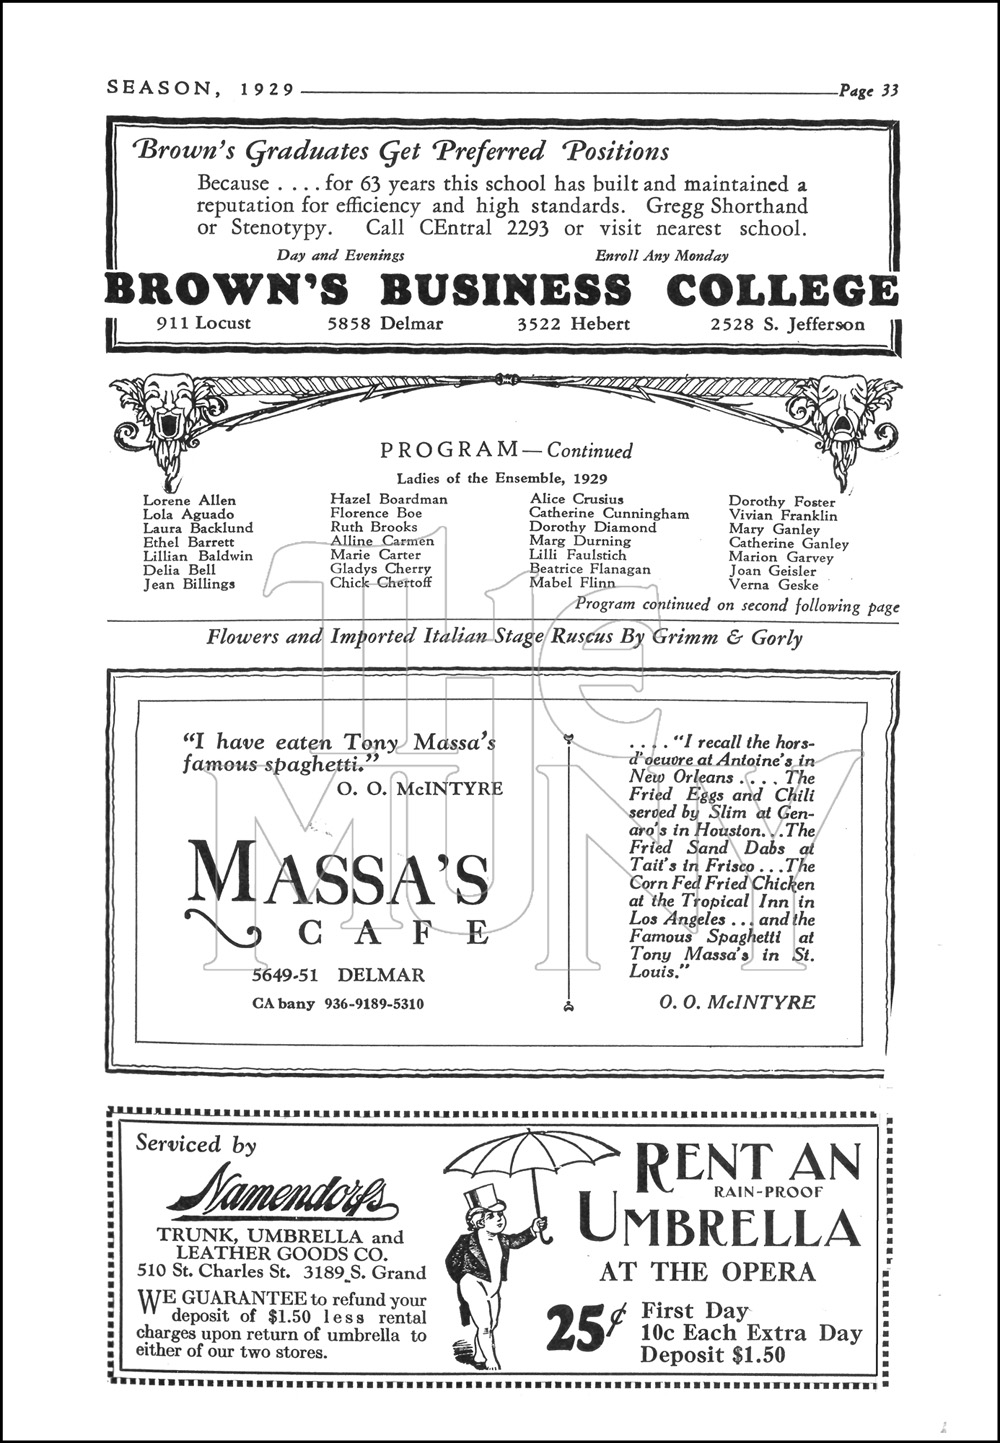 SEASON, 1929 Page 33
Brown's Graduates Get Preferred Positions
Because . . . . for 63 years this school has built and maintained a
reputation for efficiency and high standards. Gregg Shorthand
or Stenotypy. Call CEntral 2293 or visit nearest school.
Day and Evenings Enroll Any Monday
BROWN'S BUSINESS COLLEGE
911 Locust 5858 Delmar 3522 Hebert 2528 S. Jefferson
PROGRAM—Continued
Ladies of the Ensemble, 1929
Lorene Allen
Lola Aguado
Laura Backlund
Ethel Barrett
Lillian Baldwin
Delia Bell
Jean Billings
Hazel Boardman
Florence Boe
Ruth Brooks
Alline Carmen
Marie Carter
Gladys Cherry
Chick Chertoff
Alice Crusius
Catherine Cunningham
Dorothy Diamond
Marg Durning
Lilli Faulstich
Beatrice Flanagan
Mabel Flinn
Dorothy Foster
Vivian Franklin
Mary Ganley
Catherine Ganley
Marion Garvey
Joan Geisler
Verna Geske
Program continued on second following page
Flowers and Imported Italian Stage Ruscus By Grimm & Gorly
THE
MUNY
"I have eaten Tony Massa's
famous spaghetti."
O. O. McINTYRE
MASSA'S
CAFE
5649-51 DELMAR
CAbany 936-9189-5310
. . . . "I recall the hors-
d'oeuvre at Antoine's in
New Orleans . . . . The
Fried Eggs and Chili
served by Slim at Gen-
aro's in Houston. . .The
Fried Sand Dabs at
Tait's in Frisco . . .The
Corn Fed Fried Chicken
at the Tropical Inn in
Los Angeles . . . and the
Famous Spaghetti at
Tony Massa's in St.
Louis."
O. O. McINTYRE
Serviced by
Namendorfs
TRUNK, UMBRELLA and
LEATHER GOODS CO.
510 St. Charles St. 3189 S. Grand
WE GUARANTEE to refund your
deposit of $1.50 less rental
charges upon return of umbrella to
either of our two stores.
RENT AN
RAIN-PROOF
UMBRELLA
AT THE OPERA
25¢ First Day
10c Each Extra Day
Deposit $1.50